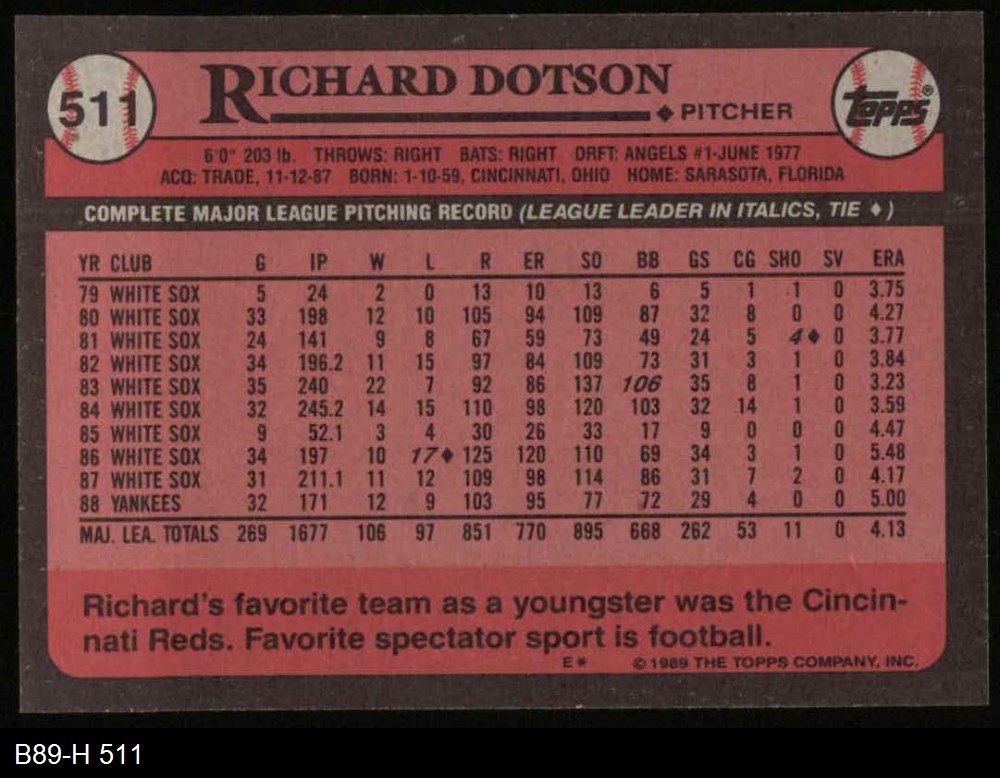 511
RICHARD DOTSON
◆ PITCHER
TOPPS®
6'0" 203 lb. THROWS: RIGHT BATS: RIGHT DRFT: ANGELS #1-JUNE 1977
ACQ: TRADE, 11-12-87 BORN: 1-10-59, CINCINNATI, OHIO HOME: SARASOTA, FLORIDA
COMPLETE MAJOR LEAGUE PITCHING RECORD (LEAGUE LEADER IN ITALICS, TIE ♦)
YR CLUB G IP W L R ER SO BB GS CG SHO SV ERA
79 WHITE SOX 5 24 2 0 13 10 13 6 5 1 1 0 3.75
80 WHITE SOX 33 198 12 10 105 94 109 87 32 8 0 0 4.27
81 WHITE SOX 24 141 9 8 67 59 73 49 24 5 4♦ 0 3.77
82 WHITE SOX 34 196.2 11 15 97 84 109 73 31 3 1 0 3.84
83 WHITE SOX 35 240 22 7 92 86 137 106 35 8 1 0 3.23
84 WHITE SOX 32 245.2 14 15 110 98 120 103 32 14 1 0 3.59
85 WHITE SOX 9 52.1 3 4 30 26 33 17 9 0 0 0 4.47
86 WHITE SOX 34 197 10 17♦ 125 120 110 69 34 3 1 0 5.48
87 WHITE SOX 31 211.1 11 12 109 98 114 86 31 7 2 0 4.17
88 YANKEES 32 171 12 9 103 95 77 72 29 4 0 0 5.00
MAJ. LEA. TOTALS 269 1677 106 97 851 770 895 668 262 53 11 0 4.13
Richard's favorite team as a youngster was the Cincin-
nati Reds. Favorite spectator sport is football.
E* © 1989 THE TOPPS COMPANY, INC.
B89-H 511